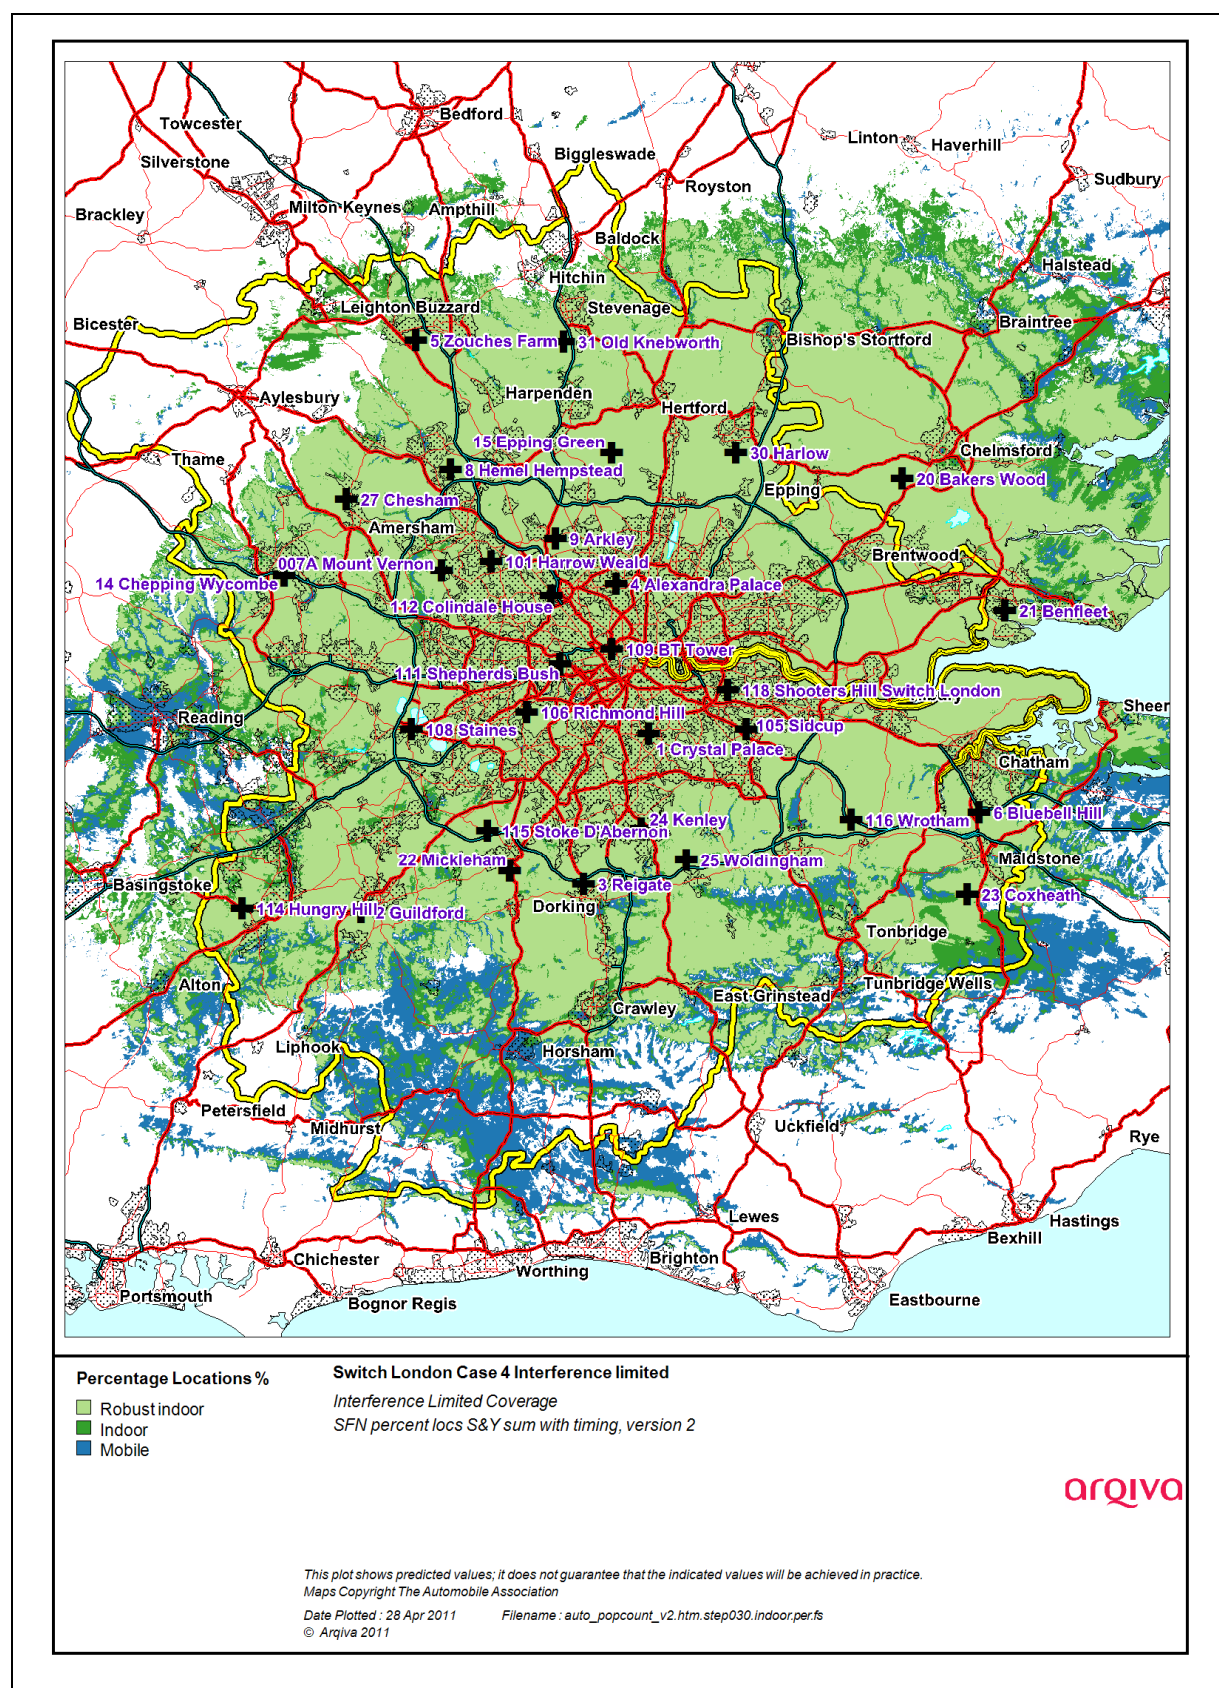 Bedford
Towcester
Linton
Haverhill
Biggleswade
Silverstone
Sudbury
Royston
Milton Keynes
Ampthill
Brackley
Baldock
Halstead
Hitchin
Leighton Buzzard
Stevenage
Bicester
Braintree
5 Zouches Farm
31 Old Knebworth
Bishop's Stortford
Harpenden
Aylesbury
Hertford
15 Epping Green
Chelmsford
30 Harlow
Thame
8 Hemel Hempstead
20 Bakers Wood
Epping
27 Chesham
Amersham
9 Arkley
Brentwood
007A Mount Vernon
101 Harrow Weald
14 Chepping Wycombe
4 Alexandra Palace
112 Colindale House
21 Benfleet
109 BT Tower
111 Shepherds Bush
118 Shooters Hill Switch London
Sheer
106 Richmond Hill
Reading
108 Staines
105 Sidcup
1 Crystal Palace
Chatham
6 Bluebell Hill
24 Kenley
116 Wrotham
115 Stoke D'Abernon
22 Mickleham
25 Woldingham
Maidstone
Basingstoke
3 Reigate
23 Coxheath
114 Hungry Hill
2 Guildford
Dorking
Tonbridge
Alton
Tunbridge Wells
East Grinstead
Crawley
Liphook
Horsham
Petersfield
Midhurst
Uckfield
Rye
Lewes
Hastings
Bexhill
Chichester
Brighton
Worthing
Portsmouth
Bognor Regis
Eastbourne
Percentage Locations %
Robust indoor
Indoor
Mobile
Switch London Case 4 Interference limited
Interference Limited Coverage
SFN percent locs S&Y sum with timing, version 2
arqiva
This plot shows predicted values; it does not guarantee that the indicated values will be achieved in practice.
Maps Copyright The Automobile Association
Date Plotted : 28 Apr 2011 Filename : auto_popcount_v2.htm.step030.indoor.per.fs
© Arqiva 2011